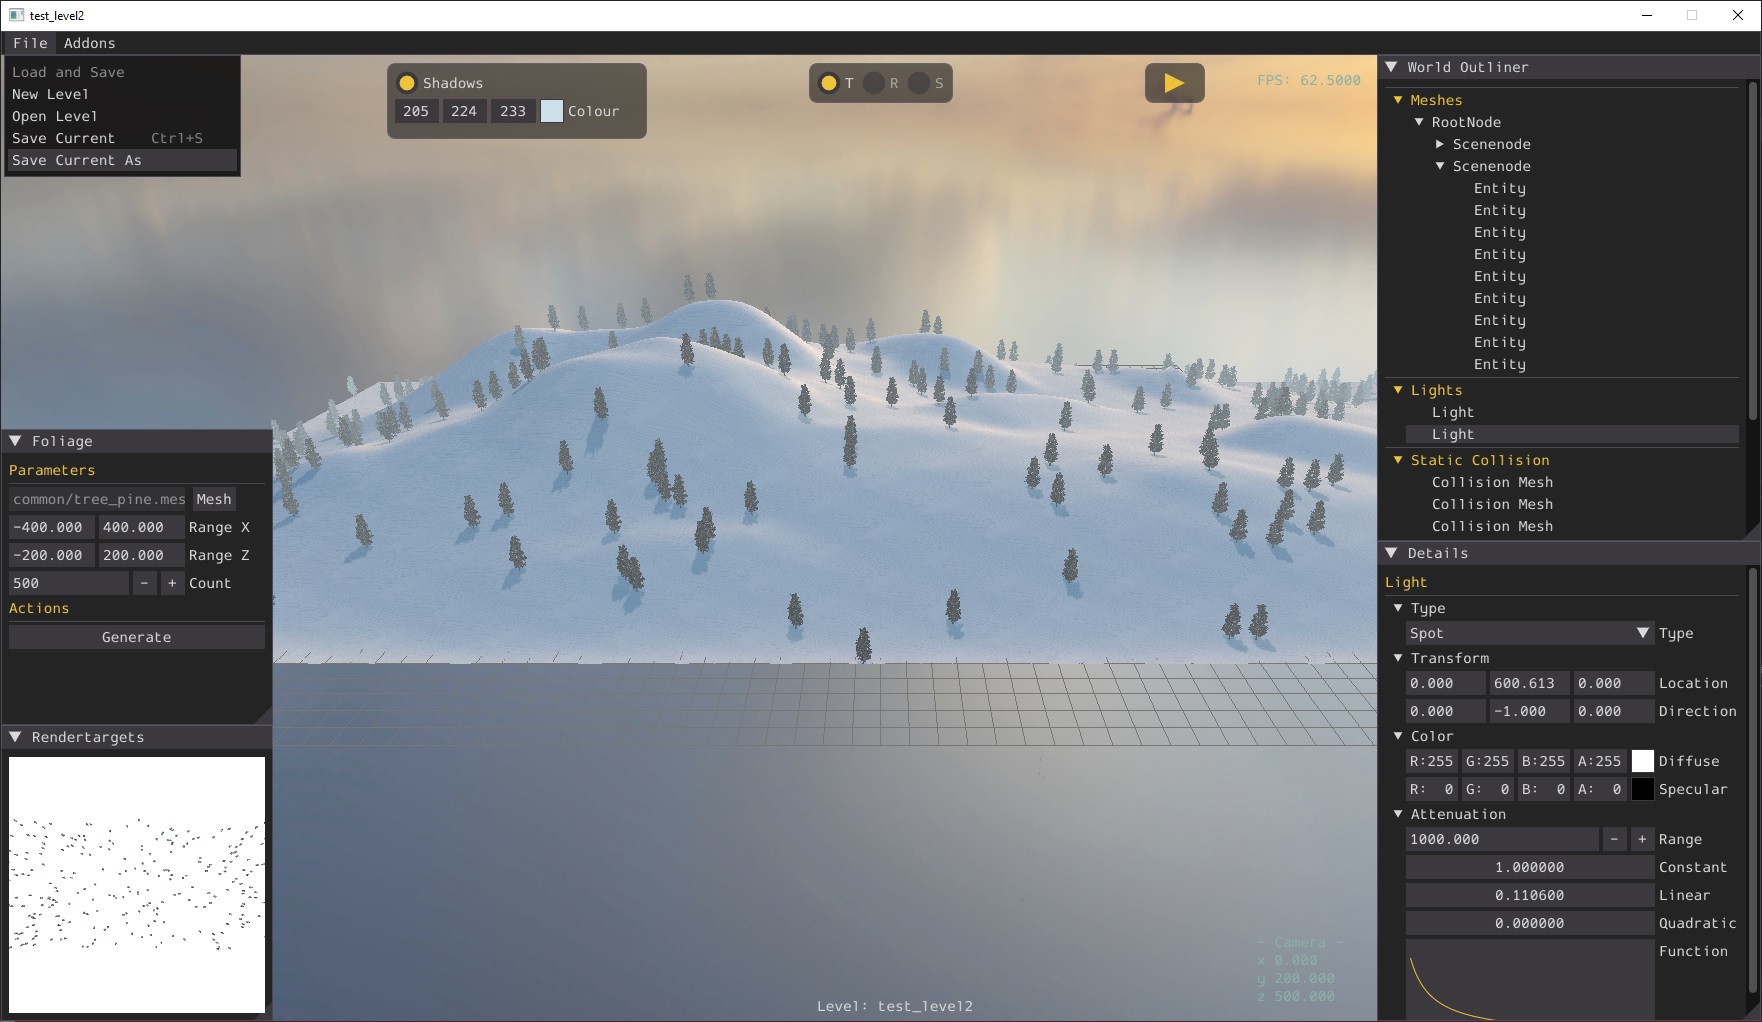 test_level2
File Addons
Load and Save
New Level
Open Level
Save Current Ctrl+S
Save Current As
Shadows
205 224 233 Colour
T R S
FPS: 62.5000
Foliage
Parameters
common/tree_pine.mes Mesh
-400.000 400.000 Range X
-200.000 200.000 Range Z
500 - + Count
Actions
Generate
Rendertargets
Level: test_level2
- Camera -
x 0.000
y 200.000
z 500.000
World Outliner
Meshes
RootNode
Scenenode
Scenenode
Entity
Entity
Entity
Entity
Entity
Entity
Entity
Entity
Entity
Lights
Light
Light
Static Collision
Collision Mesh
Collision Mesh
Collision Mesh
Details
Light
Type
Spot Type
Transform
0.000 600.613 0.000 Location
0.000 -1.000 0.000 Direction
Color
R:255 G:255 B:255 A:255 Diffuse
R: 0 G: 0 B: 0 A: 0 Specular
Attenuation
1000.000 - + Range
1.000000 Constant
0.110600 Linear
0.000000 Quadratic
Function